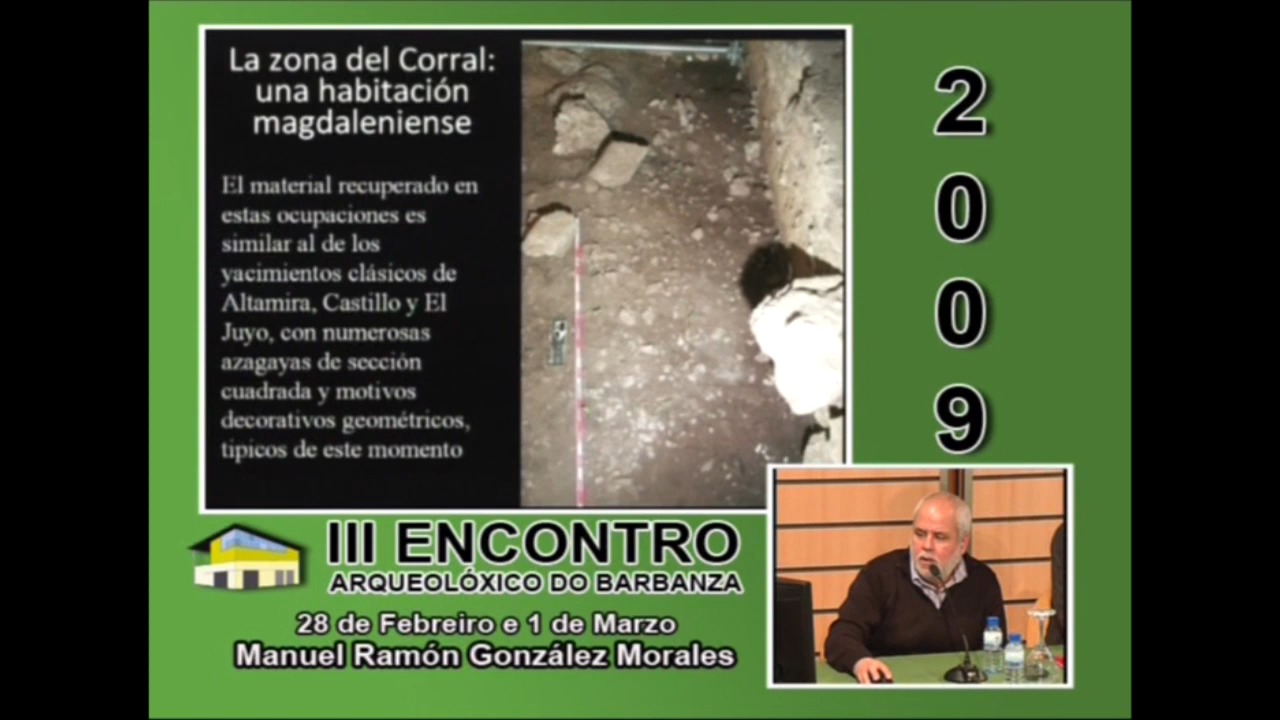 La zona del Corral:
una habitación
magdaleniense
El material recuperado en
estas ocupaciones es
similar al de los
yacimientos clásicos de
Altamira, Castillo y El
Juyo, con numerosas
azagayas de sección
cuadrada y motivos
decorativos geométricos,
tipicos de este momento
2
0
0
9
III ENCONTRO
ARQUEOLÓXICO DO BARBANZA
28 de Febreiro e 1 de Marzo
Manuel Ramón González Morales